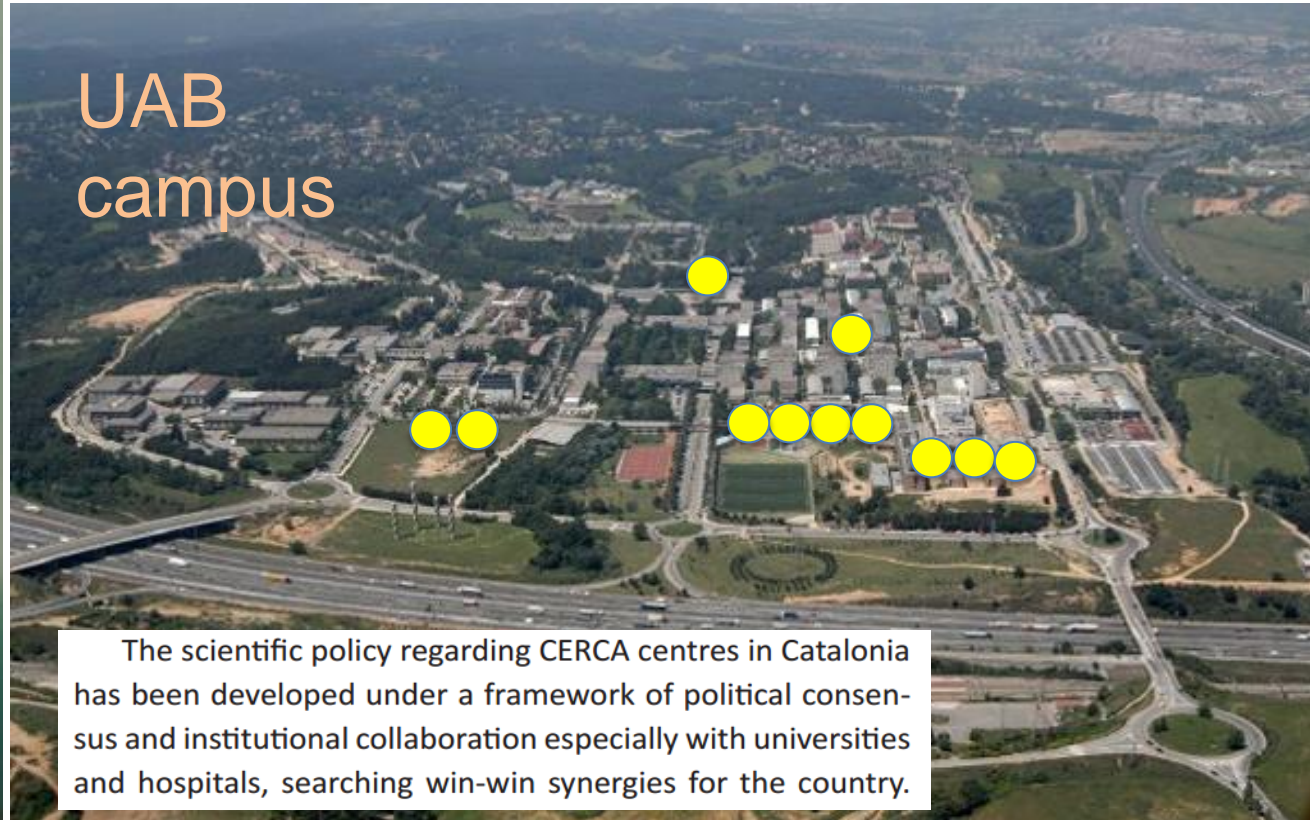 UAB
campus
The scientific policy regarding CERCA centres in Catalonia
has been developed under a framework of political consen-
sus and institutional collaboration especially with universities
and hospitals, searching win-win synergies for the country.